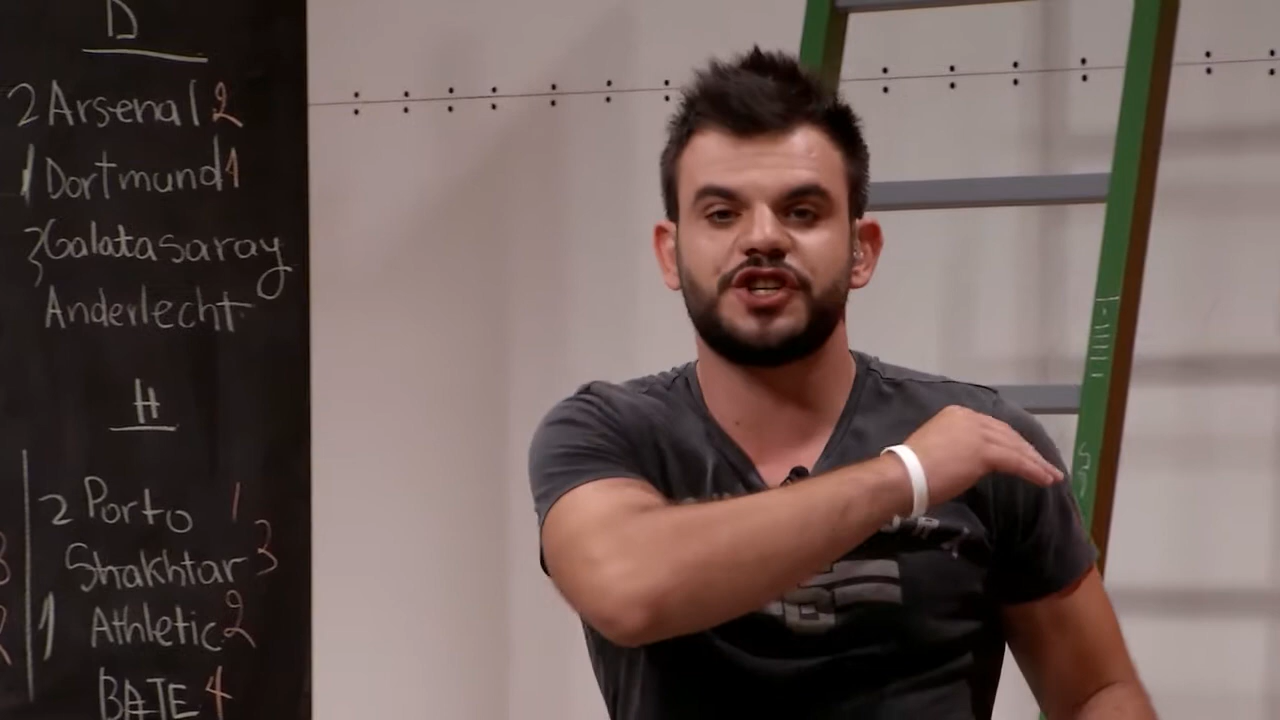 D
2 Arsenal 2
1 Dortmund 1
3 Galatasaray
Anderlecht
H
2 Porto 1
Shakhtar 3
1 Athletic 2
BATE 4